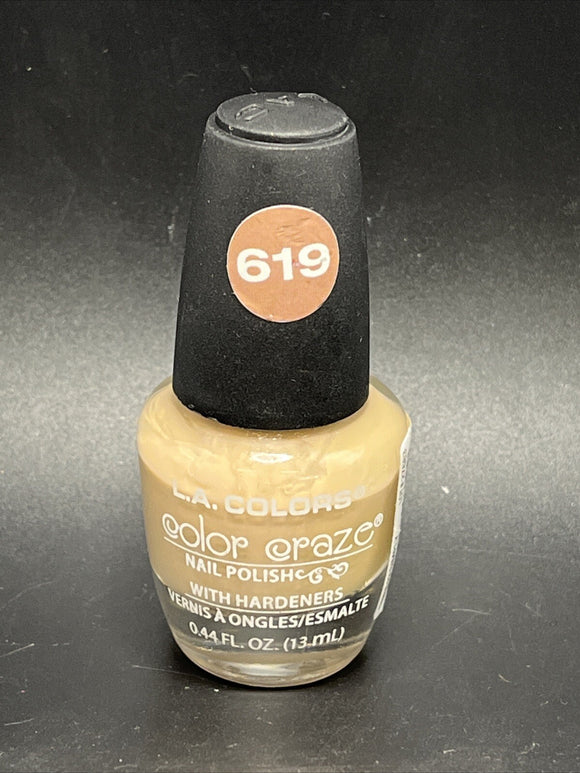 619
L.A. COLORS®
color craze®
NAIL POLISH
WITH HARDENERS
VERNIS À ONGLES/ESMALTE
0.44 FL. OZ. (13 mL)